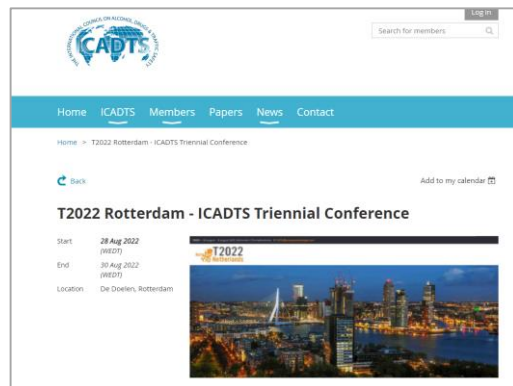 Log in
THE INTERNATIONAL COUNCIL ON ALCOHOL, DRUGS & TRAFFIC SAFETY
ICADTS
Search for members
Home ICADTS Members Papers News Contact
Home > T2022 Rotterdam - ICADTS Triennial Conference
Back
Add to my calendar
T2022 Rotterdam - ICADTS Triennial Conference
Start 28 Aug 2022
(WEDT)
End 30 Aug 2022
(WEDT)
Location De Doelen, Rotterdam
T2022
Netherlands